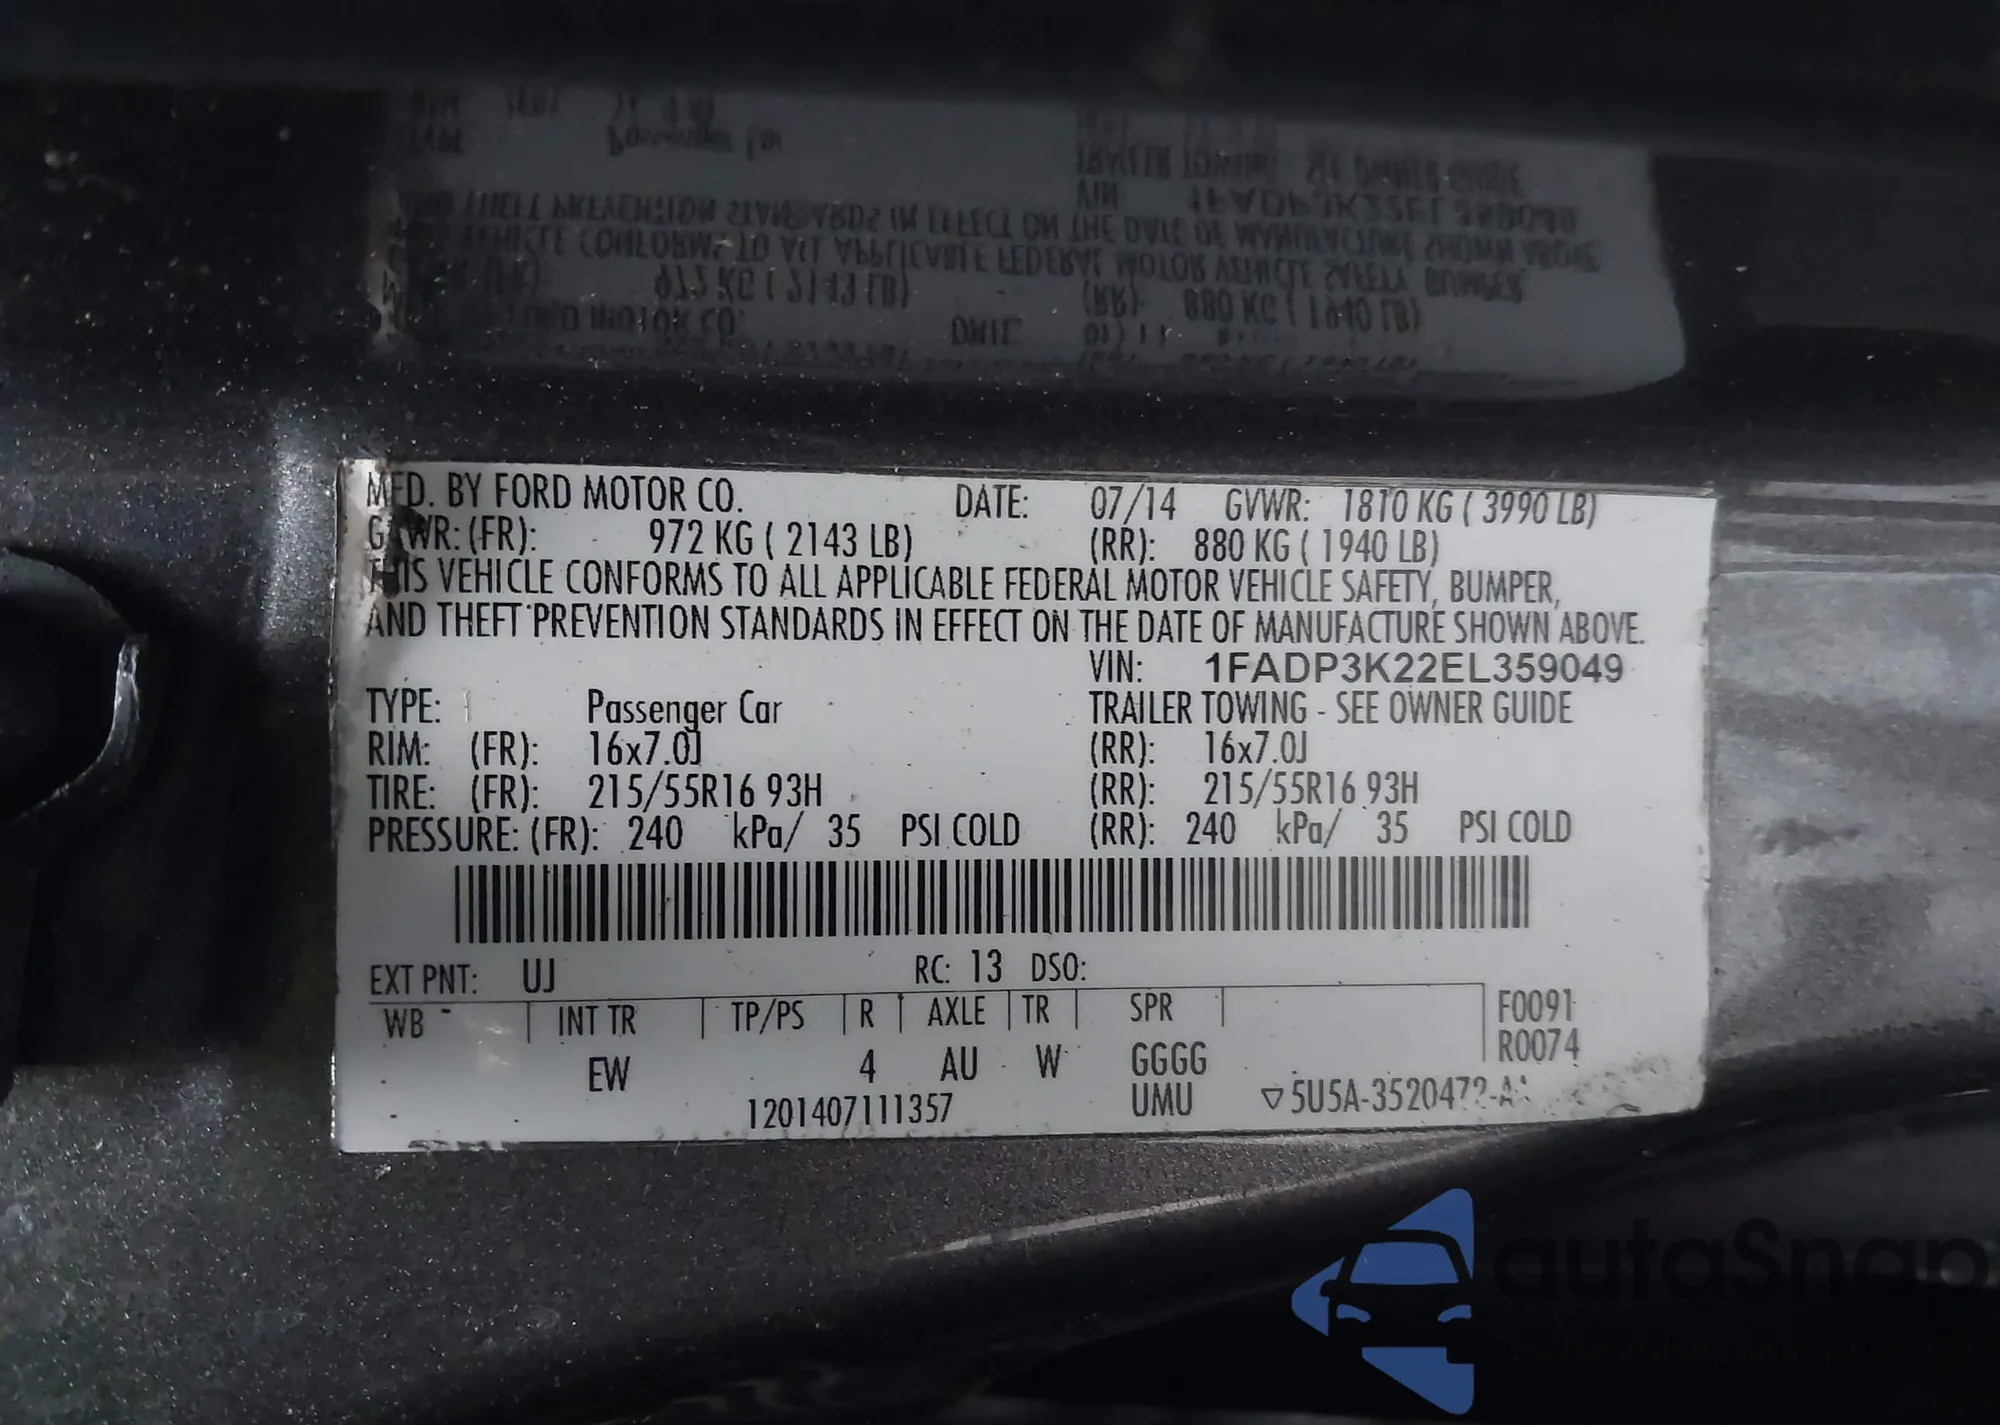 MFD. BY FORD MOTOR CO. DATE: 07/14 GVWR: 1810 KG ( 3990 LB)
GAWR: (FR): 972 KG ( 2143 LB) (RR): 880 KG ( 1940 LB)
THIS VEHICLE CONFORMS TO ALL APPLICABLE FEDERAL MOTOR VEHICLE SAFETY, BUMPER,
AND THEFT PREVENTION STANDARDS IN EFFECT ON THE DATE OF MANUFACTURE SHOWN ABOVE.
VIN: 1FADP3K22EL359049
TYPE: Passenger Car TRAILER TOWING - SEE OWNER GUIDE
RIM: (FR): 16x7.0J (RR): 16x7.0J
TIRE: (FR): 215/55R16 93H (RR): 215/55R16 93H
PRESSURE: (FR): 240 kPa/ 35 PSI COLD (RR): 240 kPa/ 35 PSI COLD
EXT PNT: UJ RC: 13 DSO:
WB INT TR TP/PS R AXLE TR SPR F0091
R0074
EW 4 AU W GGGG
1201407111357 UMU ▽5U5A-3520472-AA
autaSnap